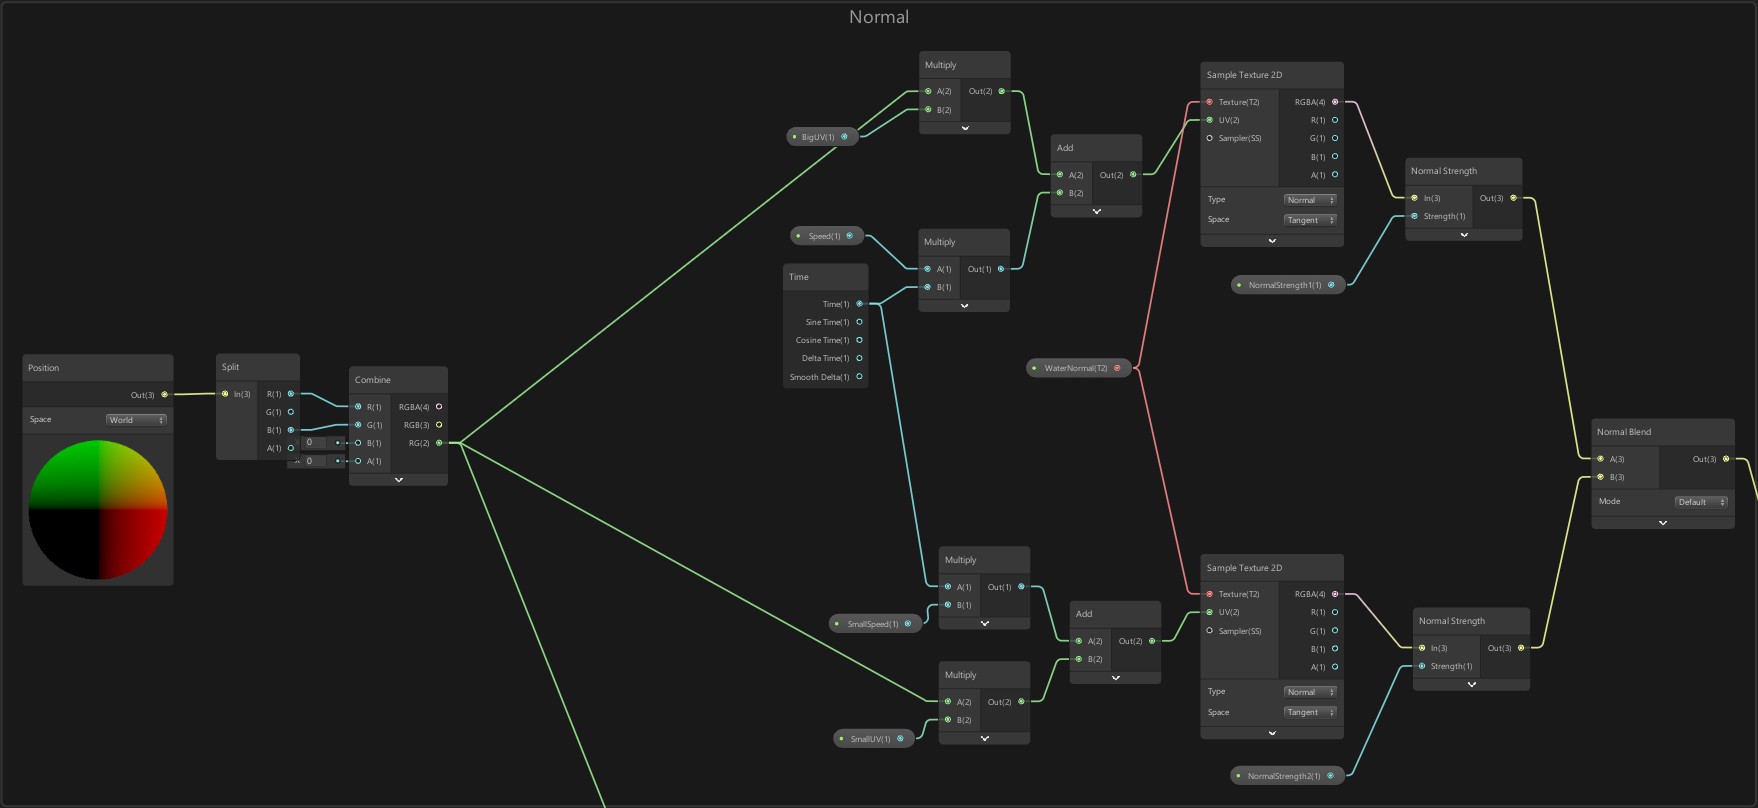 Normal
Position
Out(3)
Space World
Split
In(3) R(1)
G(1)
B(1)
A(1)
0
X 0
Combine
R(1) RGBA(4)
G(1) RGB(3)
B(1) RG(2)
A(1)
BigUV(1)
Multiply
A(2) Out(2)
B(2)
Speed(1)
Time
Time(1)
Sine Time(1)
Cosine Time(1)
Delta Time(1)
Smooth Delta(1)
Multiply
A(1) Out(1)
B(1)
Add
A(2) Out(2)
B(2)
WaterNormal(T2)
Sample Texture 2D
Texture(T2) RGBA(4)
UV(2) R(1)
Sampler(SS) G(1)
B(1)
A(1)
Type Normal
Space Tangent
NormalStrength1(1)
Normal Strength
In(3) Out(3)
Strength(1)
SmallSpeed(1)
Multiply
A(1) Out(1)
B(1)
SmallUV(1)
Multiply
A(2) Out(2)
B(2)
Add
A(2) Out(2)
B(2)
Sample Texture 2D
Texture(T2) RGBA(4)
UV(2) R(1)
Sampler(SS) G(1)
B(1)
A(1)
Type Normal
Space Tangent
NormalStrength2(1)
Normal Strength
In(3) Out(3)
Strength(1)
Normal Blend
A(3) Out(3)
B(3)
Mode Default